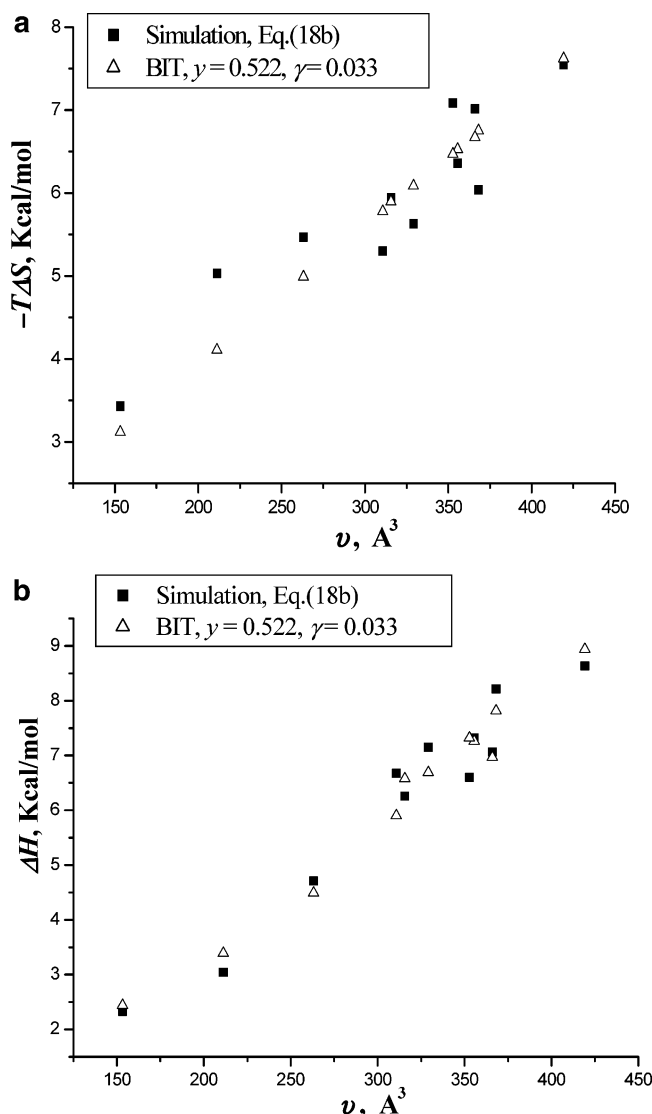 a
Simulation, Eq.(18b)
BIT, y = 0.522, γ= 0.033
8
7
6
5
4
3
−TΔS, Kcal/mol
150 200 250 300 350 400 450
υ, A³
b
Simulation, Eq.(18b)
BIT, y = 0.522, γ = 0.033
9
8
7
6
5
4
3
2
ΔH, Kcal/mol
150 200 250 300 350 400 450
υ, A³